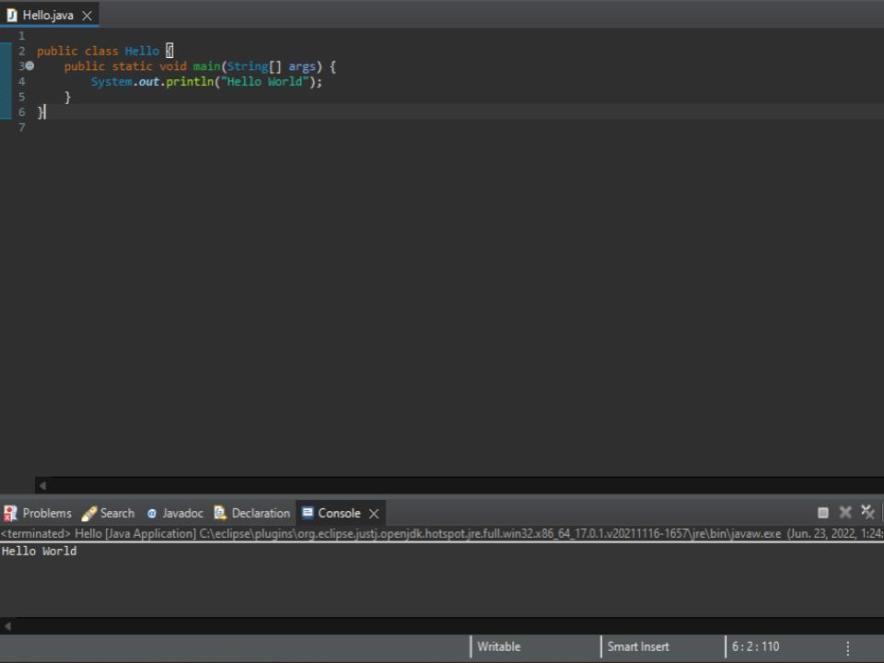 Hello.java
1
2 public class Hello {
3 public static void main(String[] args) {
4 System.out.println("Hello World");
5 }
6 }
7
Problems Search Javadoc Declaration Console
<terminated> Hello [Java Application] C:\eclipse\plugins\org.eclipse.justj.openjdk.hotspot.jre.full.win32.x86_64_17.0.1.v20211116-1657\jre\bin\javaw.exe (Jun. 23, 2022, 1:24:
Hello World
Writable Smart Insert 6 : 2 : 110